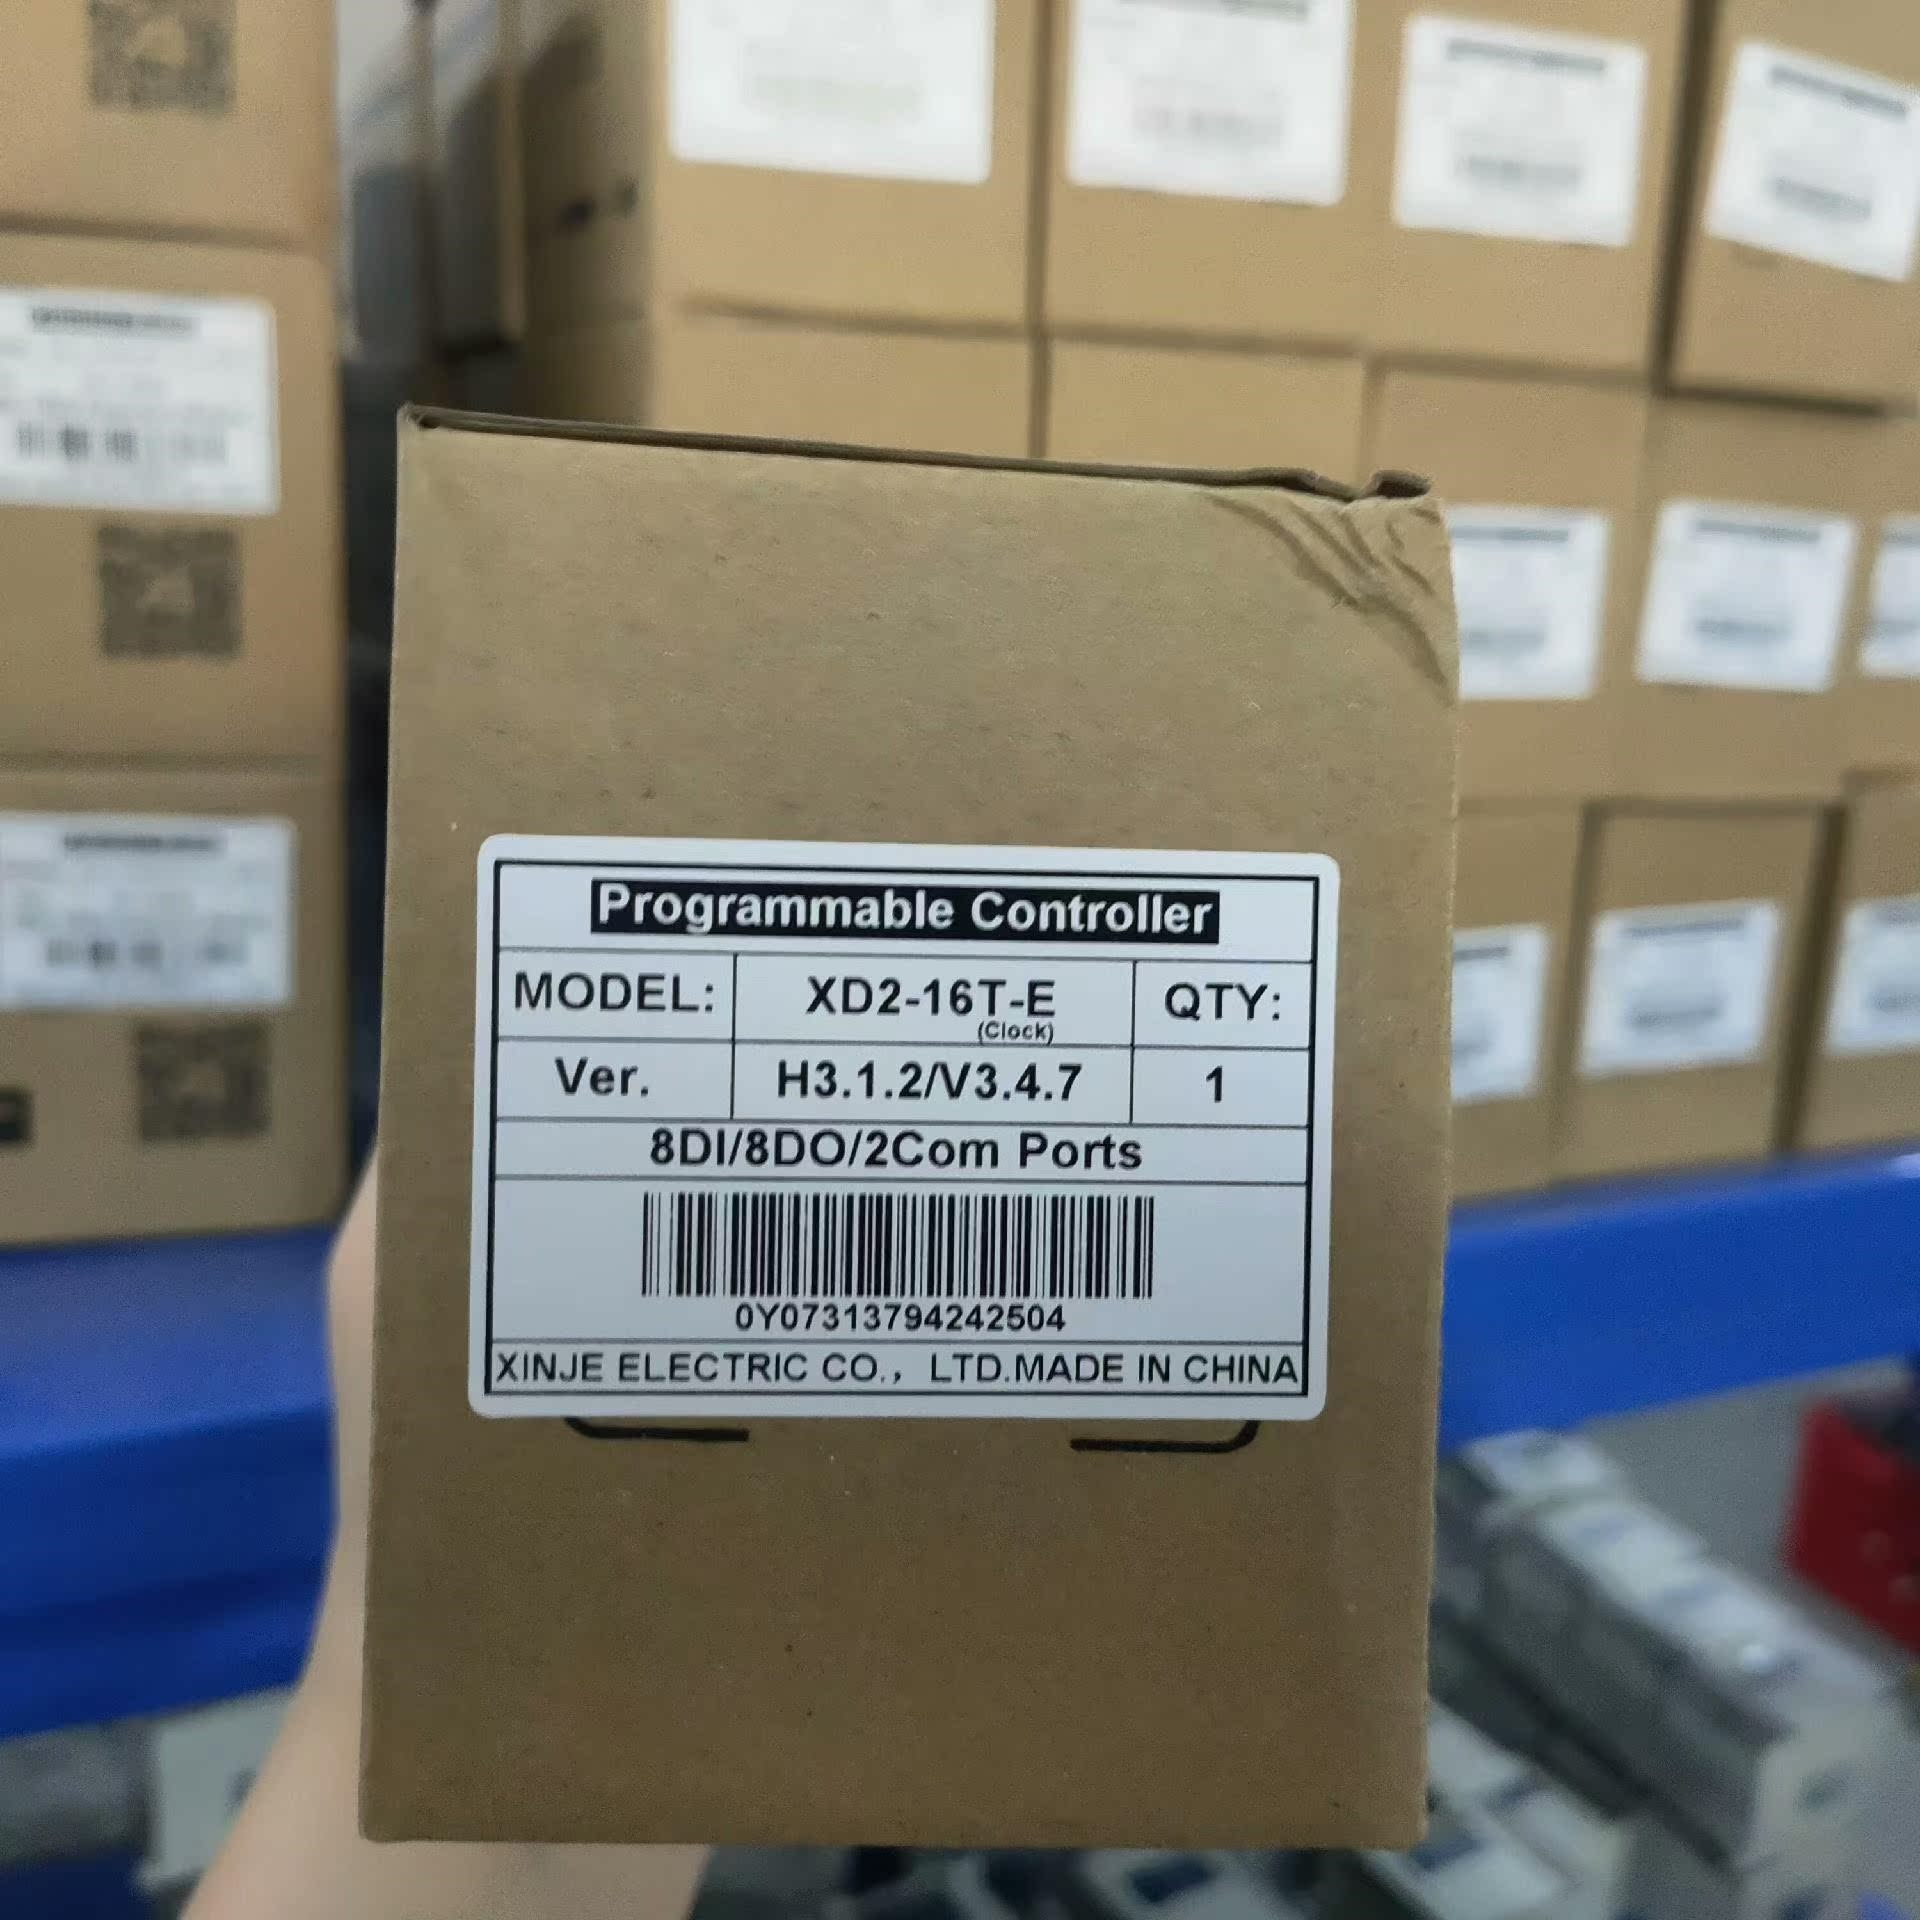 Programmable Controller
MODEL: XD2-16T-E QTY:
(Clock)
Ver. H3.1.2/V3.4.7 1
8DI/8DO/2Com Ports
0Y07313794242504
XINJE ELECTRIC CO., LTD.MADE IN CHINA